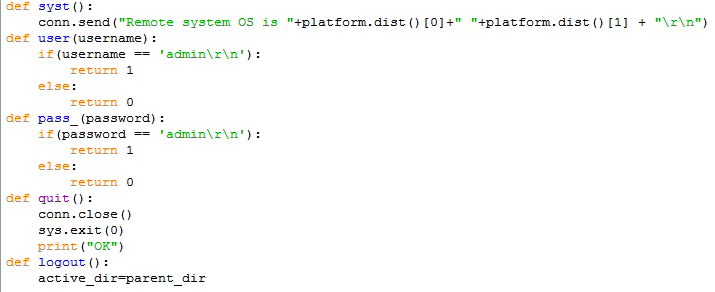 def syst():
    conn.send("Remote system OS is "+platform.dist()[0]+" "+platform.dist()[1] + "\r\n")
def user(username):
    if(username == 'admin\r\n'):
        return 1
    else:
        return 0
def pass_(password):
    if(password == 'admin\r\n'):
        return 1
    else:
        return 0
def quit():
    conn.close()
    sys.exit(0)
    print("OK")
def logout():
    active_dir=parent_dir